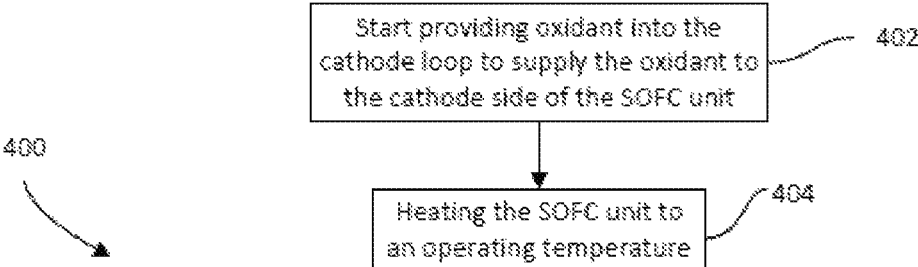 Start providing oxidant into the
cathode loop to supply the oxidant to
the cathode side of the SOFC unit
402
400
Heating the SOFC unit to
an operating temperature
404